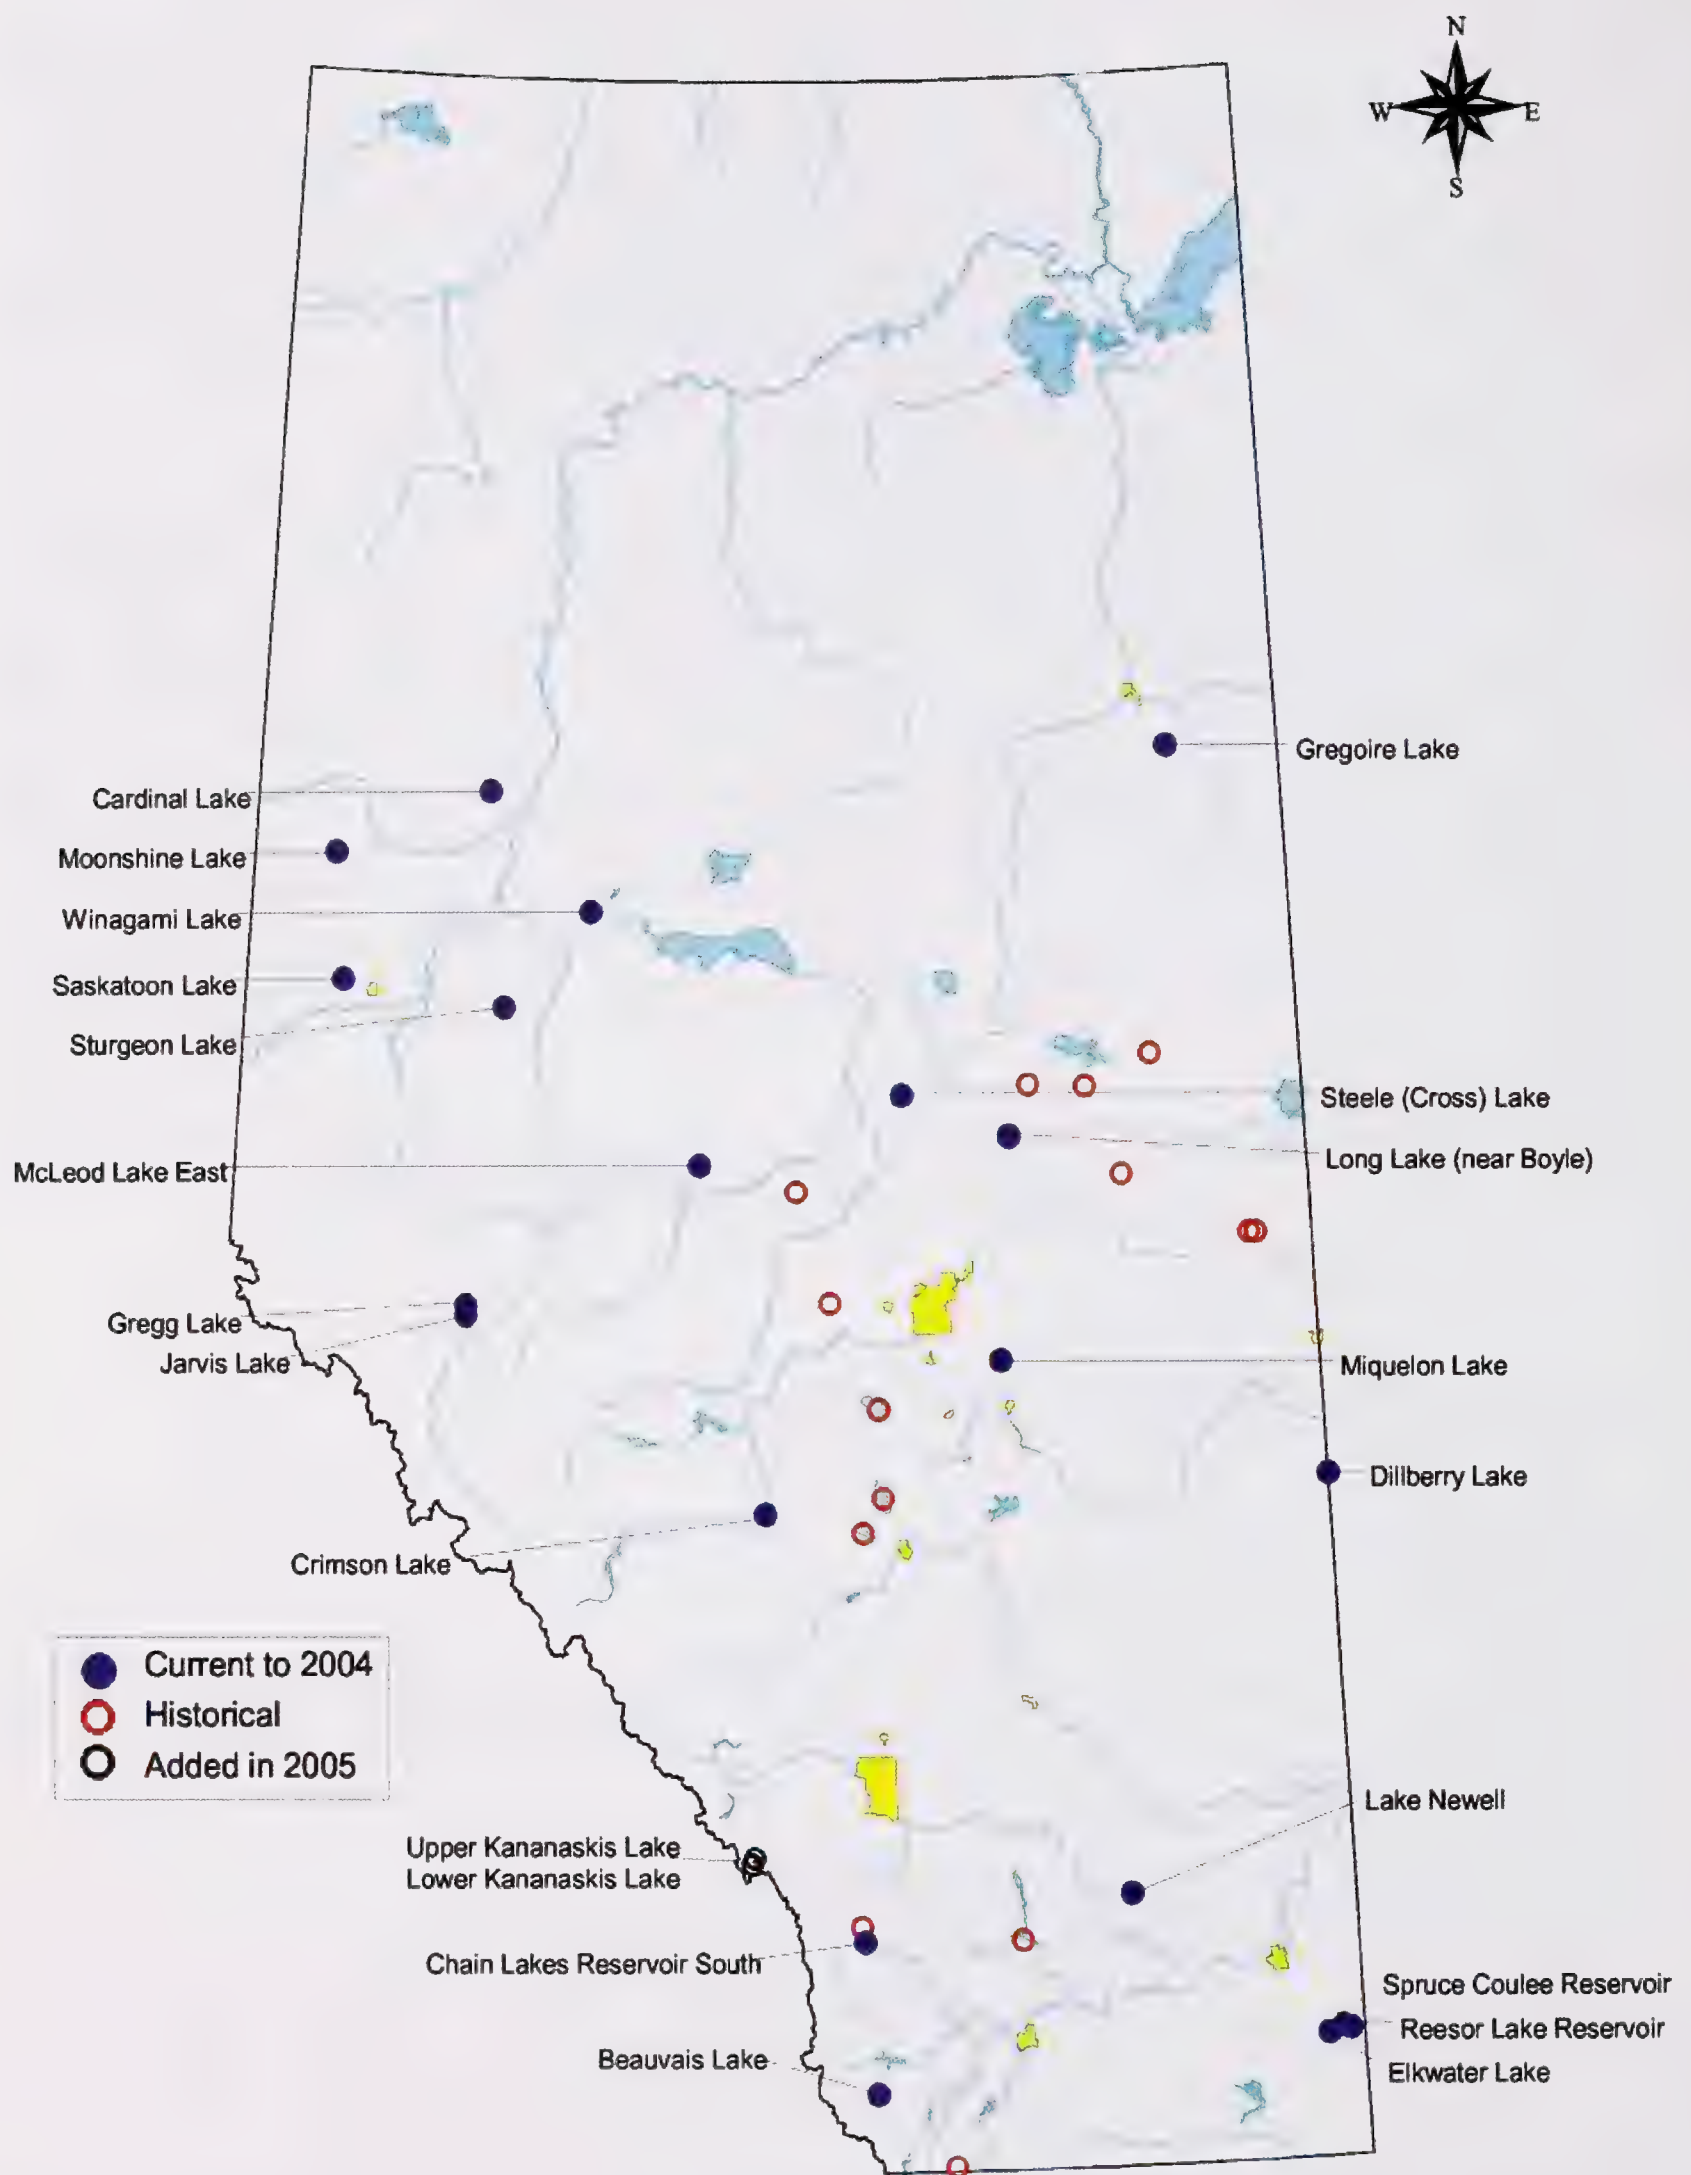 N
W E
S
Gregoire Lake
Cardinal Lake
Moonshine Lake
Winagami Lake
Saskatoon Lake
Sturgeon Lake
Steele (Cross) Lake
Long Lake (near Boyle)
McLeod Lake East
Gregg Lake
Jarvis Lake
Miquelon Lake
Dillberry Lake
Crimson Lake
Current to 2004
Historical
Added in 2005
Lake Newell
Upper Kananaskis Lake
Lower Kananaskis Lake
Chain Lakes Reservoir South
Spruce Coulee Reservoir
Reesor Lake Reservoir
Elkwater Lake
Beauvais Lake